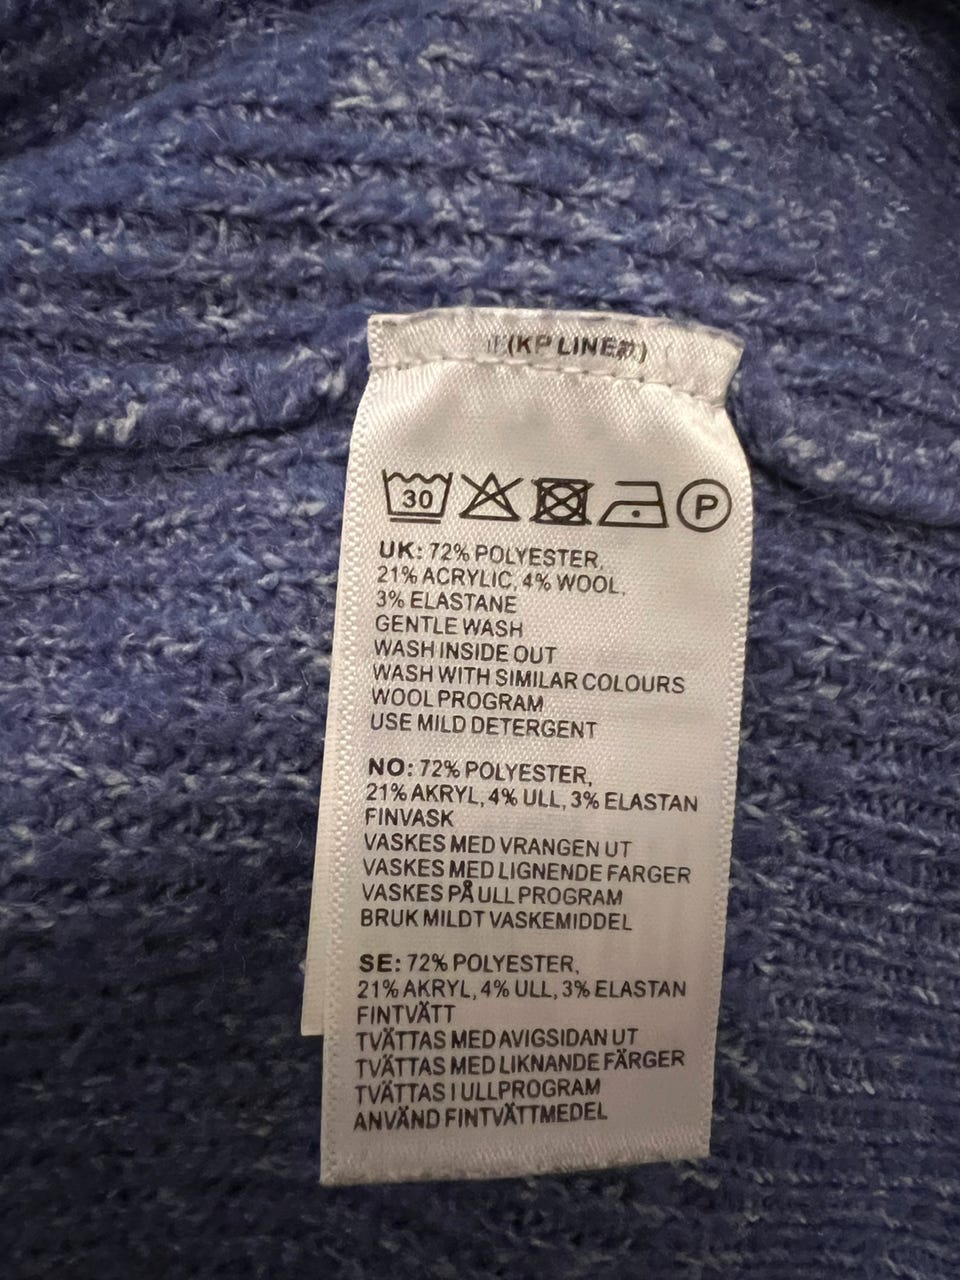 (KP LINE
30 P
UK: 72% POLYESTER,
21% ACRYLIC, 4% WOOL,
3% ELASTANE
GENTLE WASH
WASH INSIDE OUT
WASH WITH SIMILAR COLOURS
WOOL PROGRAM
USE MILD DETERGENT
NO: 72% POLYESTER,
21% AKRYL, 4% ULL, 3% ELASTAN
FINVASK
VASKES MED VRANGEN UT
VASKES MED LIGNENDE FARGER
VASKES PÅ ULL PROGRAM
BRUK MILDT VASKEMIDDEL
SE: 72% POLYESTER,
21% AKRYL, 4% ULL, 3% ELASTAN
FINTVÄTT
TVÄTTAS MED AVIGSIDAN UT
TVÄTTAS MED LIKNANDE FÄRGER
TVÄTTAS I ULLPROGRAM
ANVÄND FINTVÄTTMEDEL